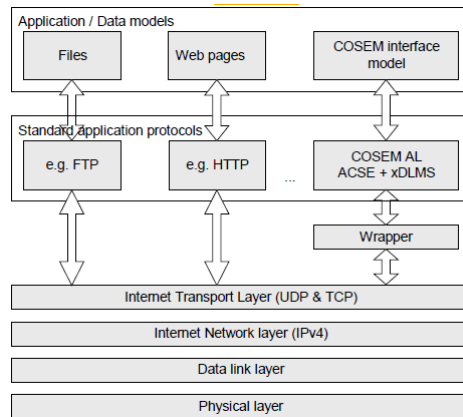 Application / Data models
Files
Web pages
COSEM interface
model
Standard application protocols
e.g. FTP
e.g. HTTP
...
COSEM AL
ACSE + xDLMS
Wrapper
Internet Transport Layer (UDP & TCP)
Internet Network layer (IPv4)
Data link layer
Physical layer